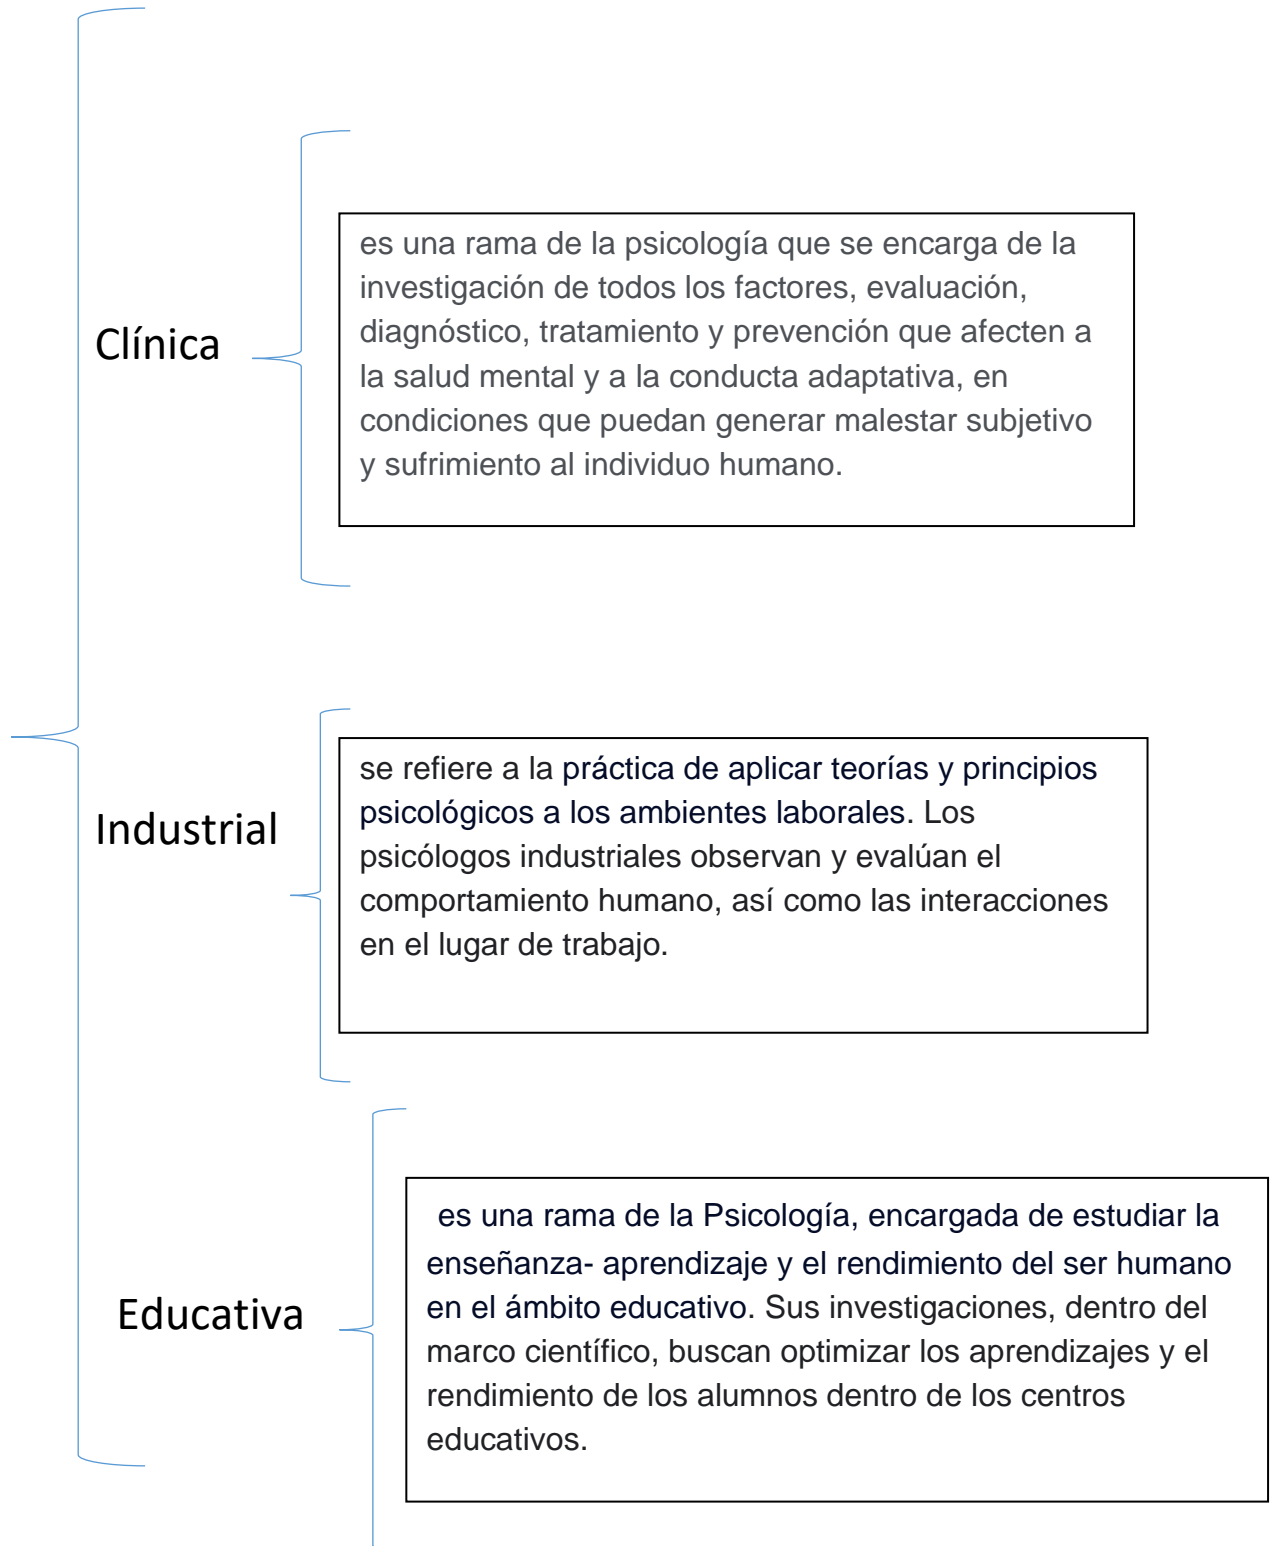 Clínica
es una rama de la psicología que se encarga de la
investigación de todos los factores, evaluación,
diagnóstico, tratamiento y prevención que afecten a
la salud mental y a la conducta adaptativa, en
condiciones que puedan generar malestar subjetivo
y sufrimiento al individuo humano.
Industrial
se refiere a la práctica de aplicar teorías y principios
psicológicos a los ambientes laborales. Los
psicólogos industriales observan y evalúan el
comportamiento humano, así como las interacciones
en el lugar de trabajo.
Educativa
es una rama de la Psicología, encargada de estudiar la
enseñanza- aprendizaje y el rendimiento del ser humano
en el ámbito educativo. Sus investigaciones, dentro del
marco científico, buscan optimizar los aprendizajes y el
rendimiento de los alumnos dentro de los centros
educativos.